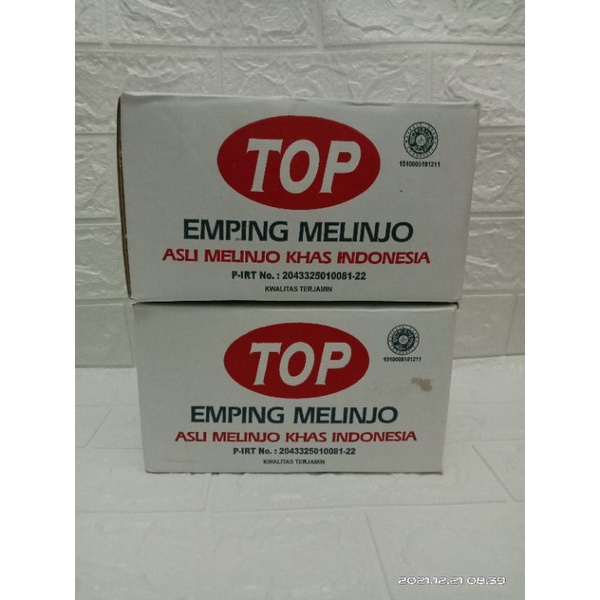 TOP
15100005181211
EMPING MELINJO
ASLI MELINJO KHAS INDONESIA
P-IRT No. : 2043325010081-22
KWALITAS TERJAMIN
TOP
EMPING MELINJO
ASLI MELINJO KHAS INDONESIA
P-IRT No. : 2043325010081-22
KWALITAS TERJAMIN
2021.12.21 08:39